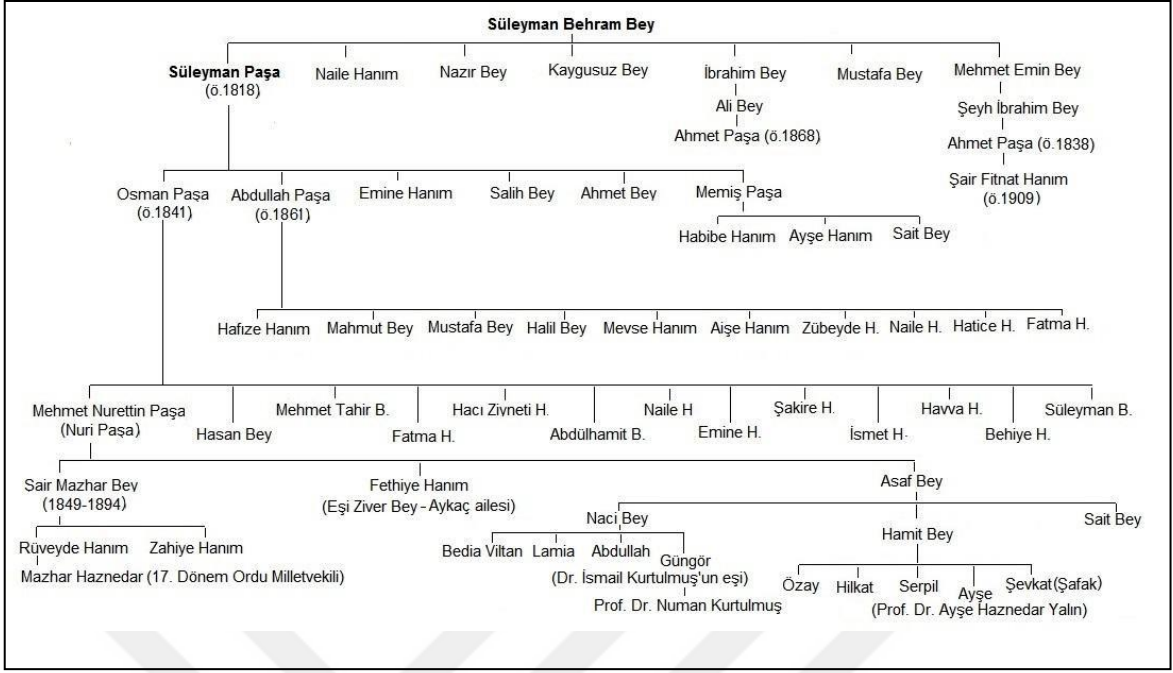 Süleyman Behram Bey
Süleyman Paşa
(ö.1818)
Naile Hanım
Nazır Bey
Kaygusuz Bey
İbrahim Bey
Mustafa Bey
Mehmet Emin Bey
Ali Bey
Şeyh İbrahim Bey
Ahmet Paşa (ö.1868)
Ahmet Paşa (ö.1838)
Şair Fitnat Hanım
(ö.1909)
Osman Paşa
(ö.1841)
Abdullah Paşa
(ö.1861)
Emine Hanım
Salih Bey
Ahmet Bey
Memiş Paşa
Habibe Hanım
Ayşe Hanım
Sait Bey
Hafıze Hanım
Mahmut Bey
Mustafa Bey
Halil Bey
Mevse Hanım
Aişe Hanım
Zübeyde H.
Naile H.
Hatice H.
Fatma H.
Mehmet Nurettin Paşa
(Nuri Paşa)
Hasan Bey
Mehmet Tahir B.
Fatma H.
Hacı Ziyneti H.
Abdülhamit B.
Naile H
Emine H.
Şakire H.
İsmet H.
Havva H.
Behiye H.
Süleyman B.
Sair Mazhar Bey
(1849-1894)
Fethiye Hanım
(Eşi Ziver Bey - Aykaç ailesi)
Asaf Bey
Rüveyde Hanım
Zahiye Hanım
Mazhar Haznedar (17. Dönem Ordu Milletvekili)
Naci Bey
Hamit Bey
Sait Bey
Bedia Viltan
Lamia
Abdullah
Güngör
(Dr. İsmail Kurtulmuş'un eşi)
Prof. Dr. Numan Kurtulmuş
Özay
Hilkat
Serpil
Ayşe
Şevkat(Şafak)
(Prof. Dr. Ayşe Haznedar Yalın)